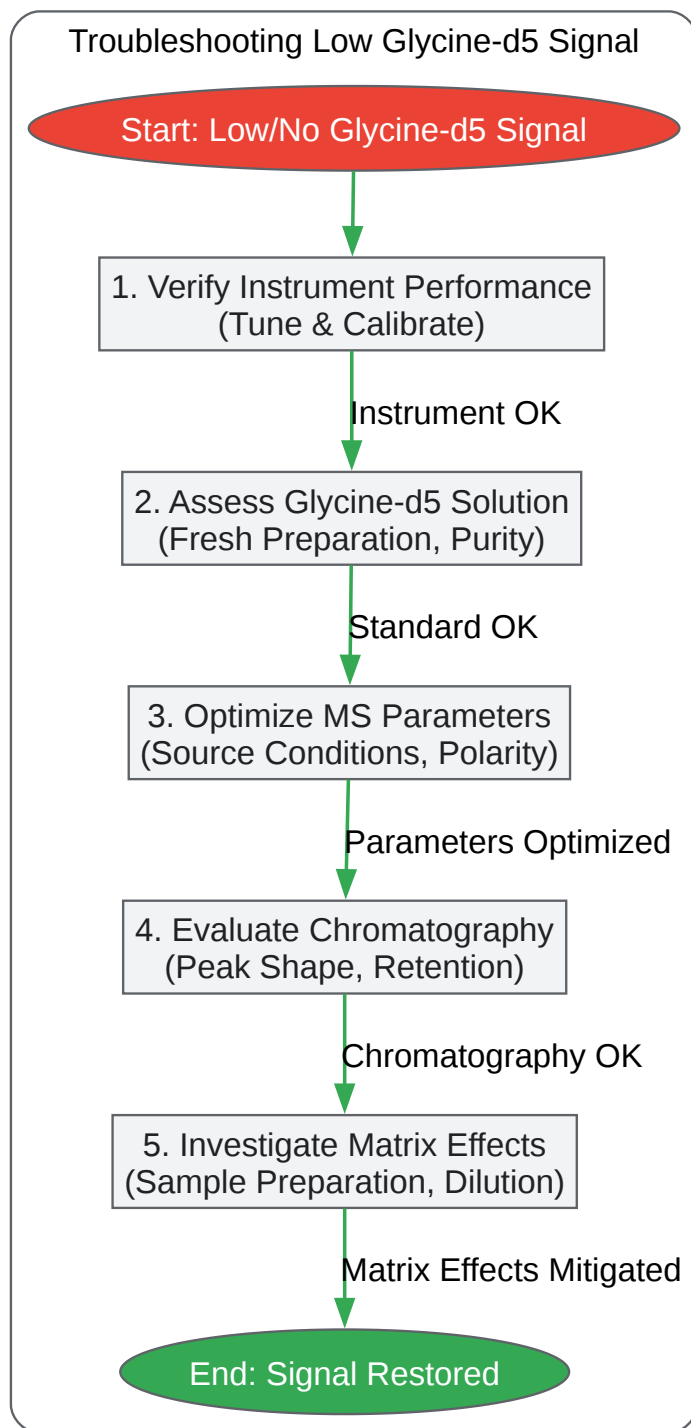 Troubleshooting Low Glycine-d5 Signal
Start: Low/No Glycine-d5 Signal
1. Verify Instrument Performance
(Tune & Calibrate)
Instrument OK
2. Assess Glycine-d5 Solution
(Fresh Preparation, Purity)
Standard OK
3. Optimize MS Parameters
(Source Conditions, Polarity)
Parameters Optimized
4. Evaluate Chromatography
(Peak Shape, Retention)
Chromatography OK
5. Investigate Matrix Effects
(Sample Preparation, Dilution)
Matrix Effects Mitigated
End: Signal Restored